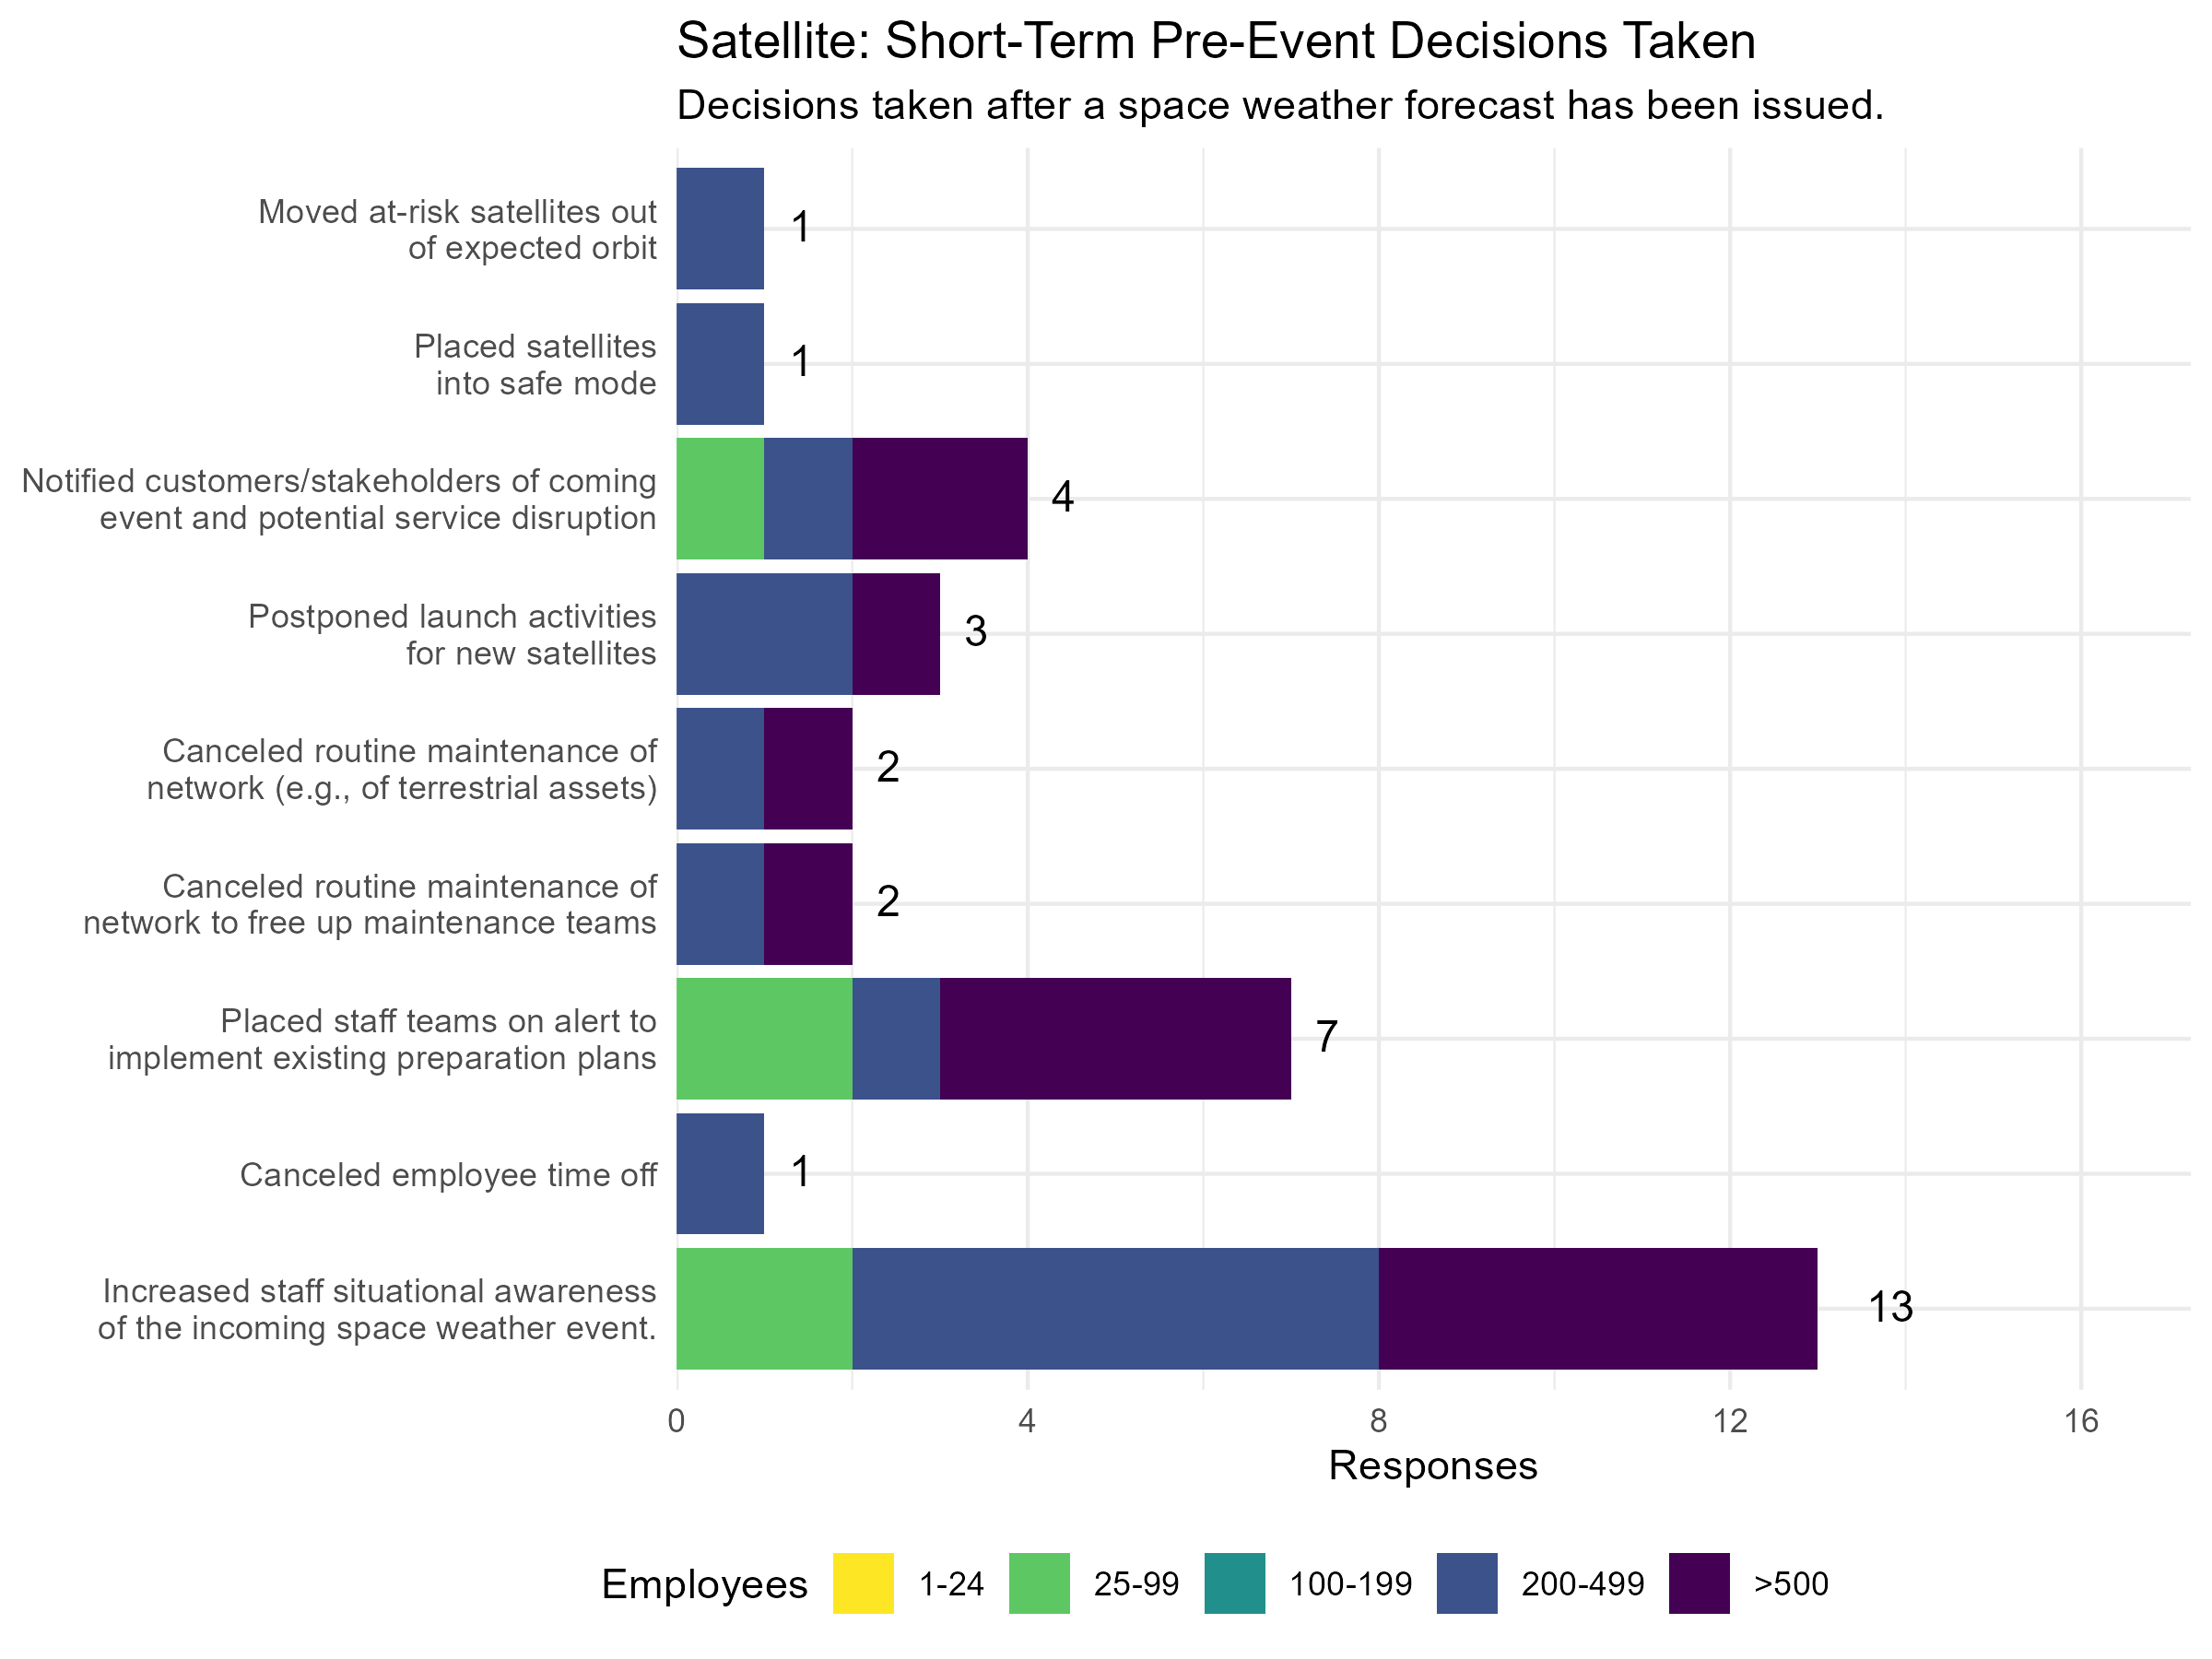 Satellite: Short-Term Pre-Event Decisions Taken
Decisions taken after a space weather forecast has been issued.
Moved at-risk satellites out
of expected orbit
1
Placed satellites
into safe mode
1
Notified customers/stakeholders of coming
event and potential service disruption
4
Postponed launch activities
for new satellites
3
Canceled routine maintenance of
network (e.g., of terrestrial assets)
2
Canceled routine maintenance of
network to free up maintenance teams
2
Placed staff teams on alert to
implement existing preparation plans
7
Canceled employee time off
1
Increased staff situational awareness
of the incoming space weather event.
13
0 4 8 12 16
Responses
Employees 1-24 25-99 100-199 200-499 >500